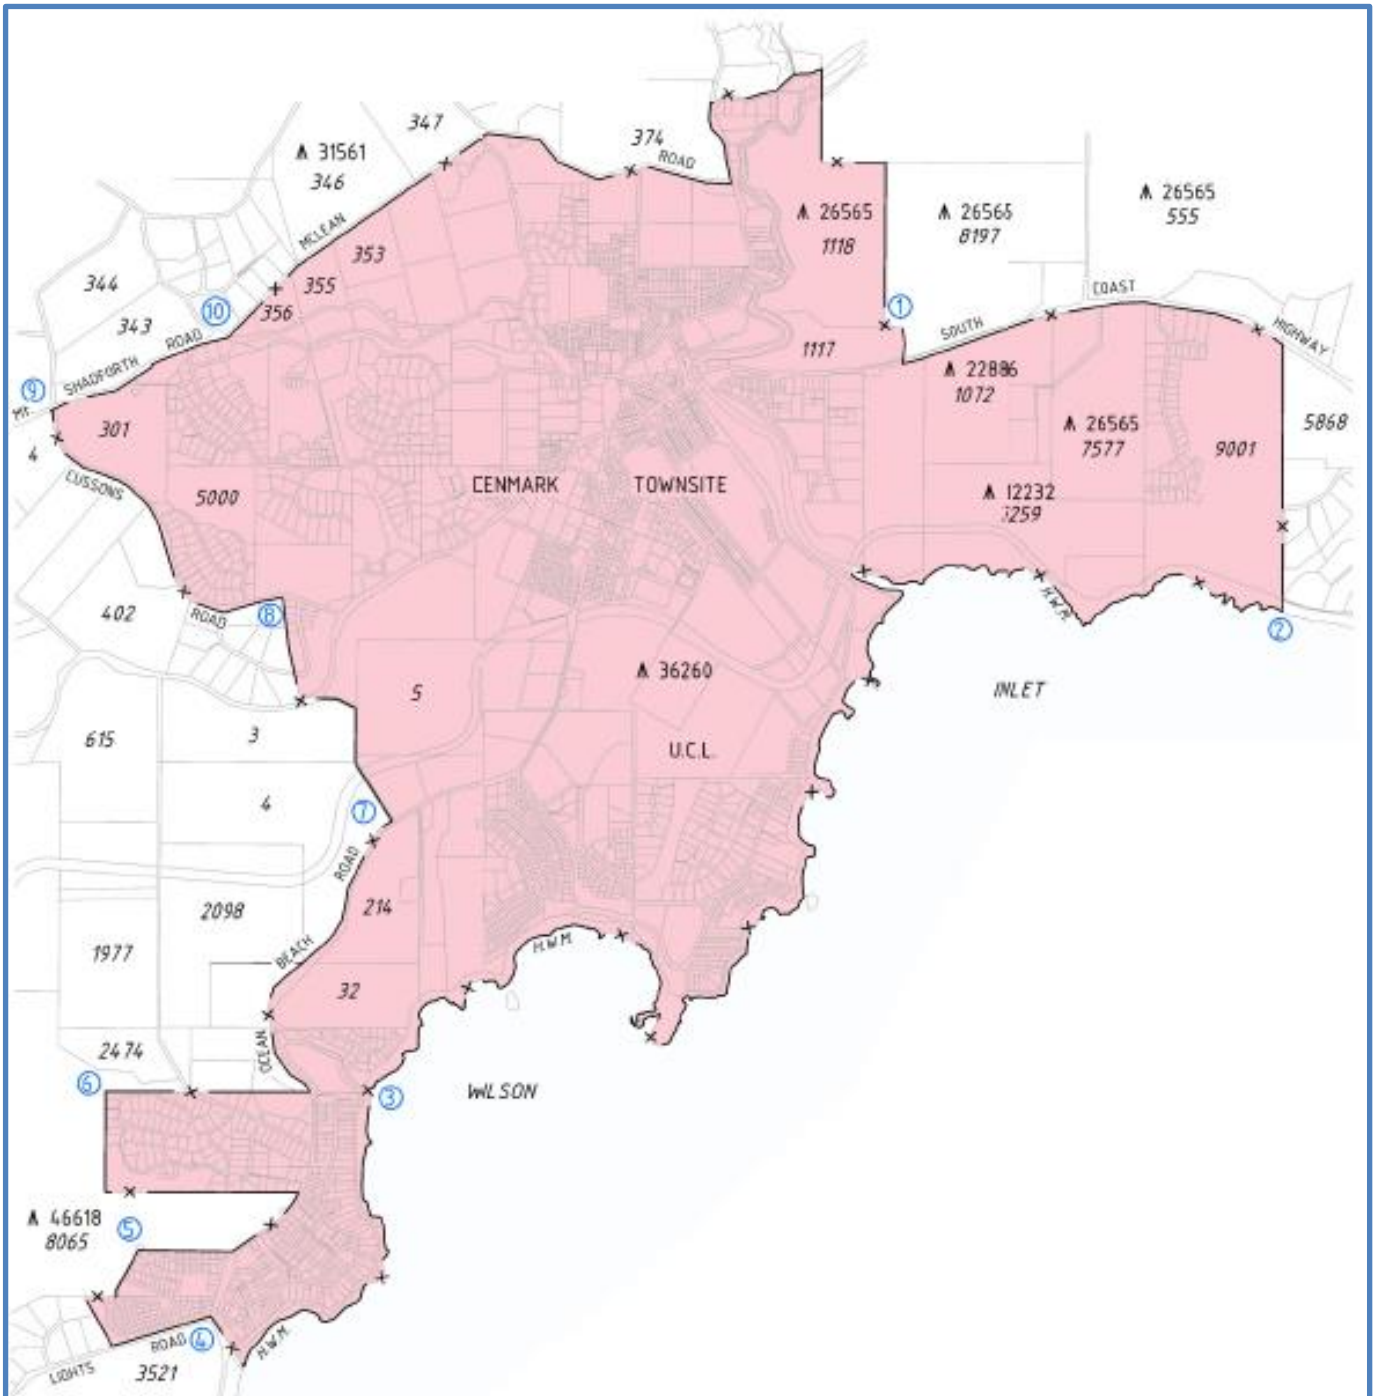 347
374
ROAD
⩚ 31561
346
MCLEAN
⩚ 26565
1118
⩚ 26565
8197
⩚ 26565
555
353
355
356
344
343
10
1
COAST
SOUTH
HIGHWAY
1117
SHADFORTH ROAD
9
MT.
4
301
CUSSONS
⩚ 22886
1072
⩚ 26565
7577
9001
5868
5000
CENMARK TOWNSITE
⩚ 12232
402
ROAD
8
H.W.M
2
5
⩚ 36260
INLET
615
3
U.C.L.
4
7
ROAD
214
2098
BEACH
H.W.M
1977
32
2474
OCEAN
6
3
WILSON
⩚ 46618
8065
5
4
ROAD
LIGHTS
3521
H.W.M